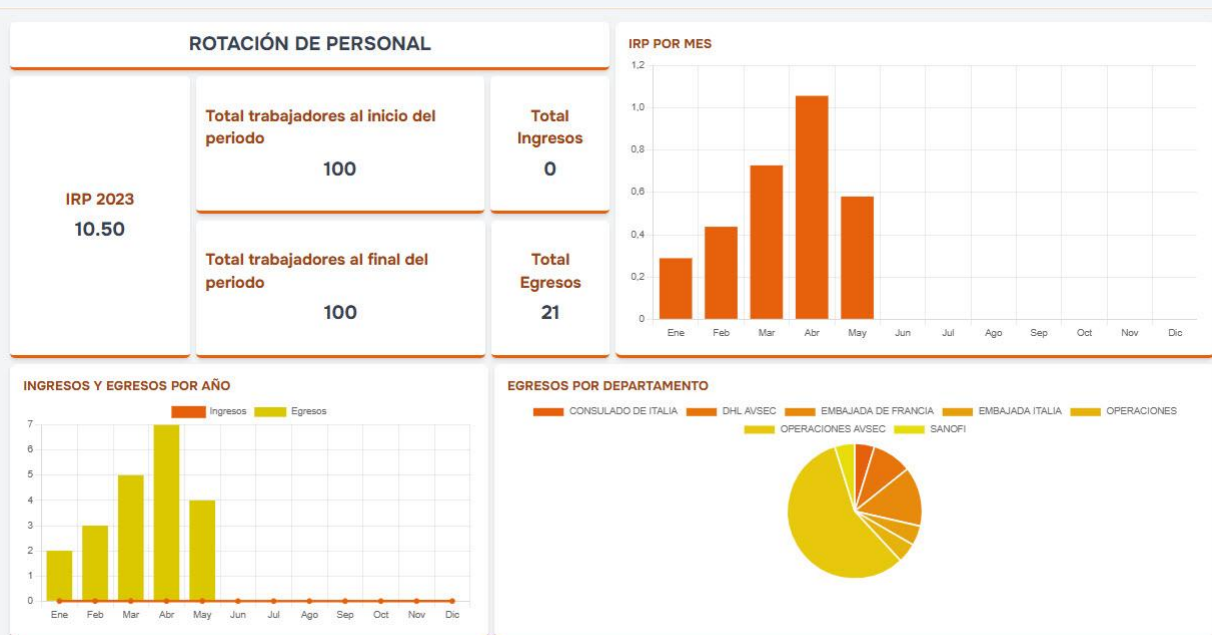 ROTACIÓN DE PERSONAL
IRP 2023
10.50
Total trabajadores al inicio del
periodo
100
Total
Ingresos
0
Total trabajadores al final del
periodo
100
Total
Egresos
21
IRP POR MES
1,2
1,0
0,8
0,6
0,4
0,2
0
Ene Feb Mar Abr May Jun Jul Ago Sep Oct Nov Dic
INGRESOS Y EGRESOS POR AÑO
Ingresos Egresos
7
6
5
4
3
2
1
0
Ene Feb Mar Abr May Jun Jul Ago Sep Oct Nov Dic
EGRESOS POR DEPARTAMENTO
CONSULADO DE ITALIA DHL AVSEC EMBAJADA DE FRANCIA EMBAJADA ITALIA OPERACIONES
OPERACIONES AVSEC SANOFI